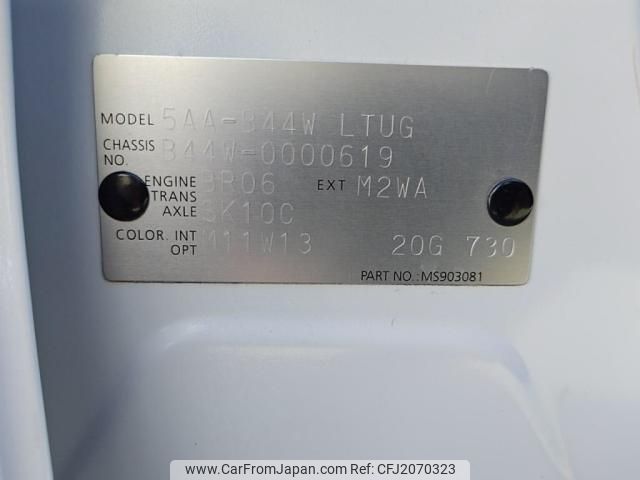 MODEL 5AA-B44W LTUG
CHASSIS NO. B44W-0000619
ENGINE BR06 EXT M2WA
TRANS AXLE SK10C
COLOR. INT OPT M11W13 20G 730
PART NO.: MS903081
www.CarFromJapan.com | CFJ2070323